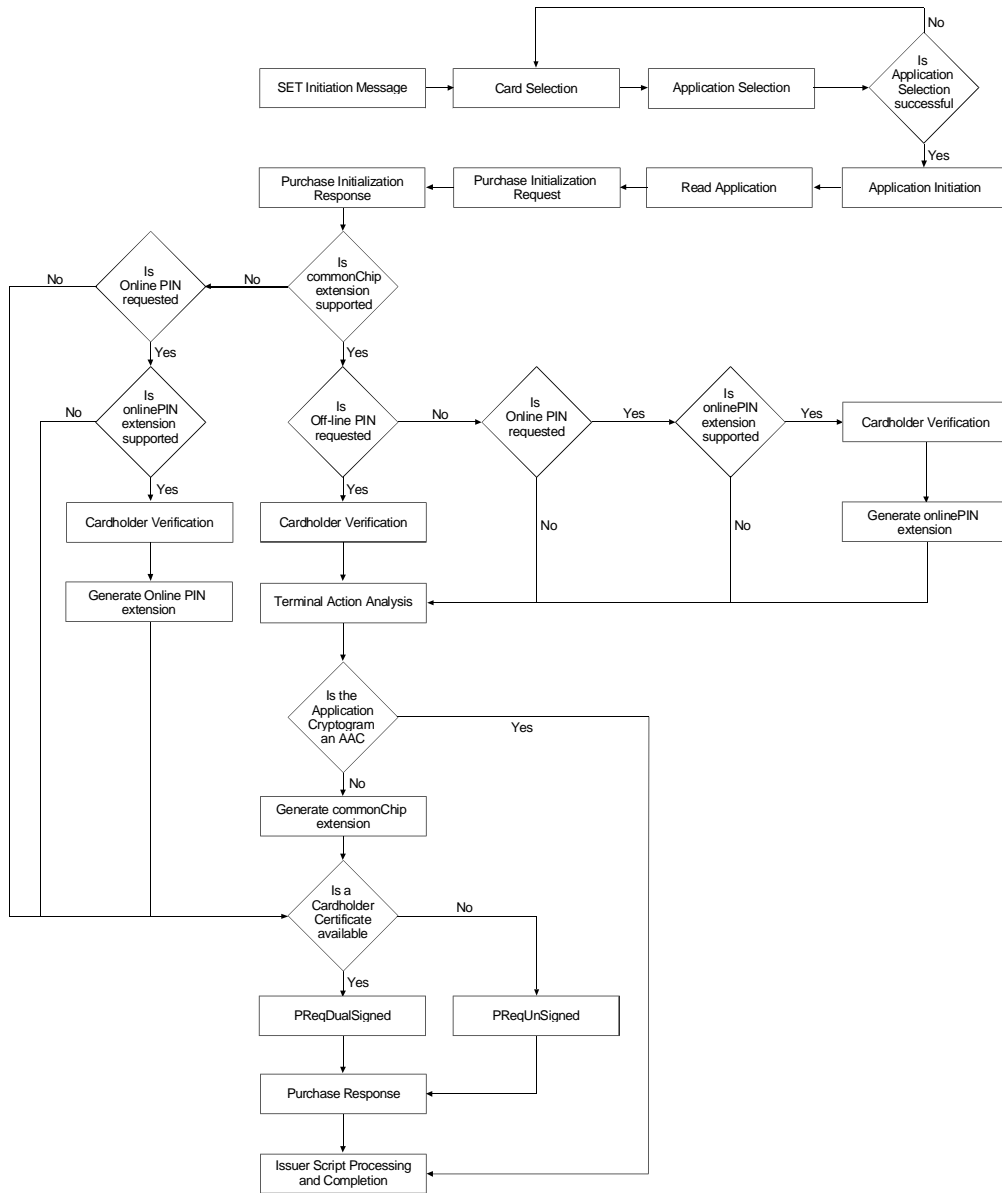 No
SET Initiation Message
Card Selection
Application Selection
Is
Application
Selection
successful
Yes
Purchase Initialization
Response
Purchase Initialization
Request
Read Application
Application Initiation
No
Is
Online PIN
requested
No
Is
commonChip
extension
supported
Yes
Yes
No
Is
onlinePIN
extension
supported
Is
Off-line PIN
requested
No
Is
Online PIN
requested
Yes
Is
onlinePIN
extension
supported
Yes
Cardholder Verification
Yes
Yes
Cardholder Verification
Cardholder Verification
No
No
Generate onlinePIN
extension
Generate Online PIN
extension
Terminal Action Analysis
Is the
Application
Cryptogram
an AAC
Yes
No
Generate commonChip
extension
Is a
Cardholder
Certificate
available
No
Yes
PReqDualSigned
PReqUnSigned
Purchase Response
Issuer Script Processing
and Completion